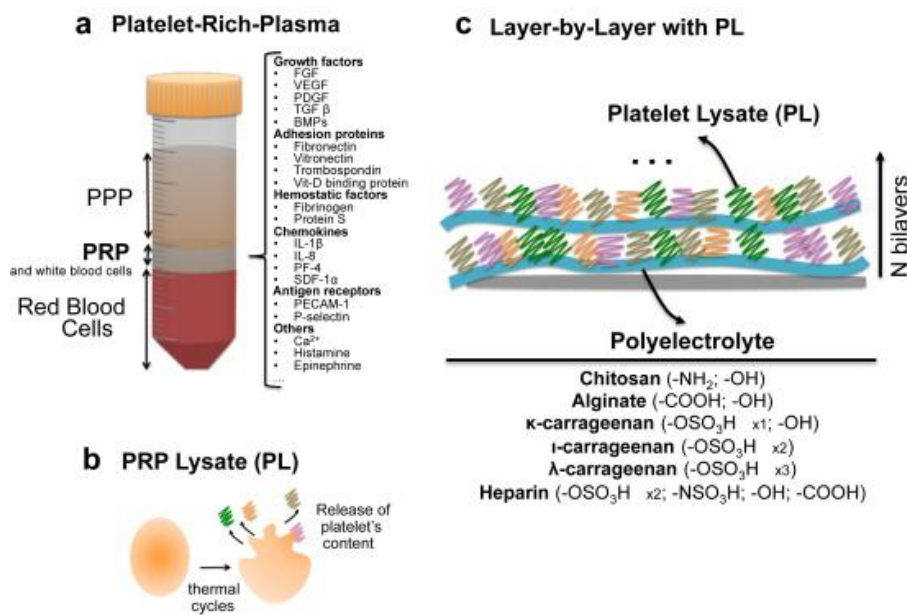 a Platelet-Rich-Plasma
PPP
PRP
and white blood cells
Red Blood
Cells
Growth factors
• FGF
• VEGF
• PDGF
• TGF β
• BMPs
Adhesion proteins
• Fibronectin
• Vitronectin
• Trombospondin
• Vit-D binding protein
Hemostatic factors
• Fibrinogen
• Protein S
Chemokines
• IL-1β
• IL-8
• PF-4
• SDF-1α
Antigen receptors
• PECAM-1
• P-selectin
Others
• Ca²⁺
• Histamine
• Epinephrine
...
b PRP Lysate (PL)
thermal
cycles
Release of
platelet's
content
c Layer-by-Layer with PL
Platelet Lysate (PL)
...
N bilayers
Polyelectrolyte
Chitosan (-NH₂; -OH)
Alginate (-COOH; -OH)
κ-carrageenan (-OSO₃H x1; -OH)
ι-carrageenan (-OSO₃H x2)
λ-carrageenan (-OSO₃H x3)
Heparin (-OSO₃H x2; -NSO₃H; -OH; -COOH)